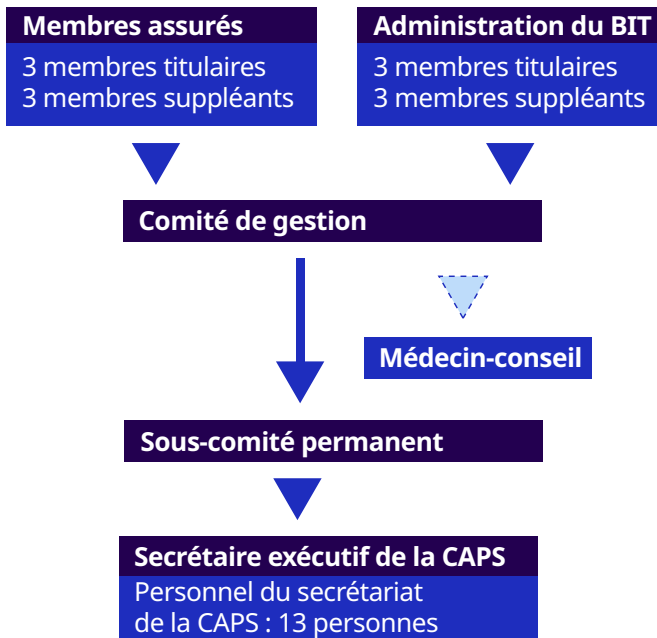 Membres assurés
3 membres titulaires
3 membres suppléants
Administration du BIT
3 membres titulaires
3 membres suppléants
Comité de gestion
Médecin-conseil
Sous-comité permanent
Secrétaire exécutif de la CAPS
Personnel du secrétariat
de la CAPS : 13 personnes